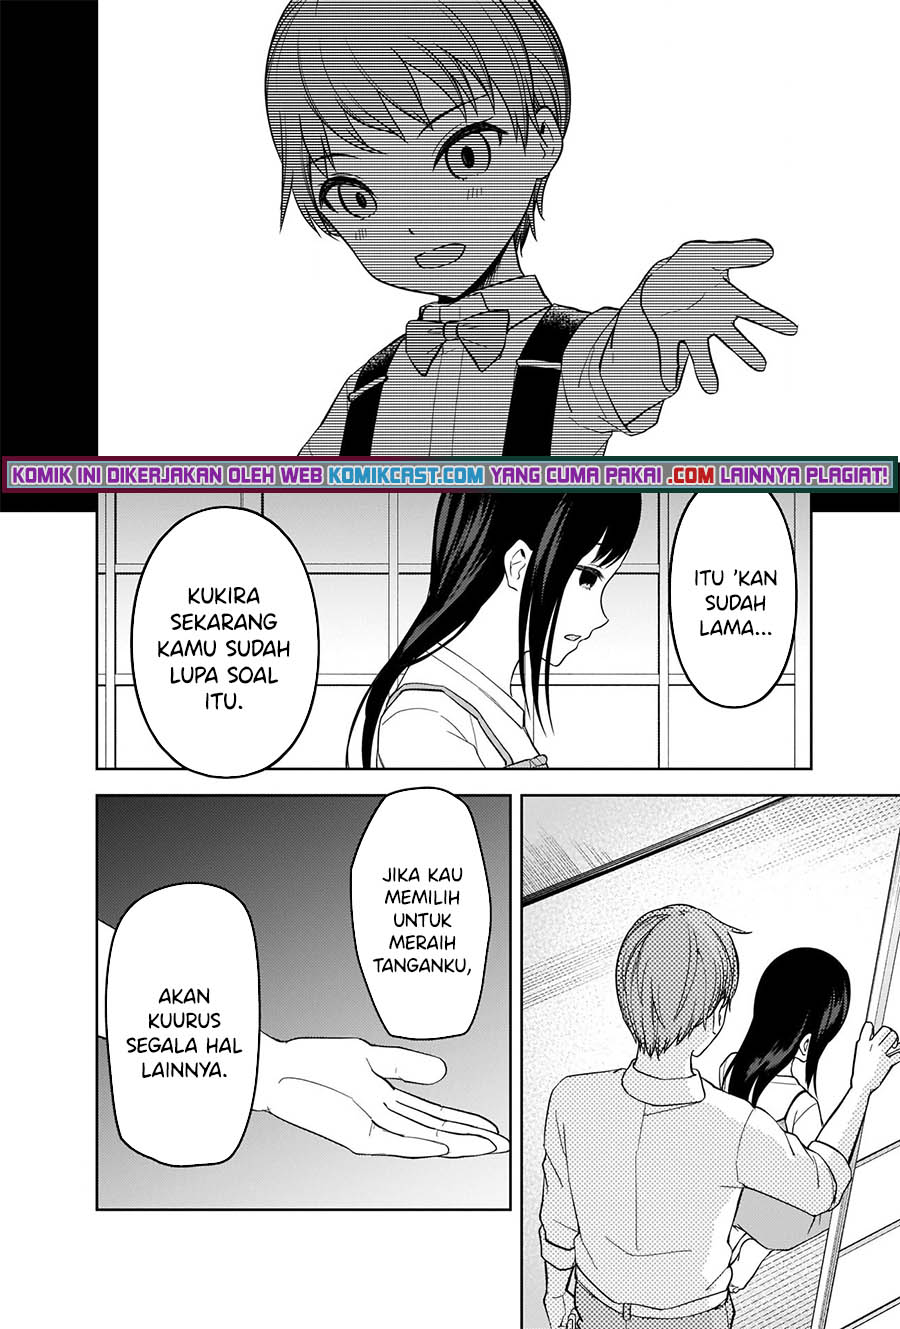 KOMIK INI DIKERJAKAN OLEH WEB KOMIKCAST.COM YANG CUMA PAKAI .COM LAINNYA PLAGIAT!
ITU 'KAN
SUDAH
LAMA...
KUKIRA
SEKARANG
KAMU SUDAH
LUPA SOAL
ITU.
JIKA KAU
MEMILIH
UNTUK
MERAIH
TANGANKU,
AKAN
KUURUS
SEGALA HAL
LAINNYA.